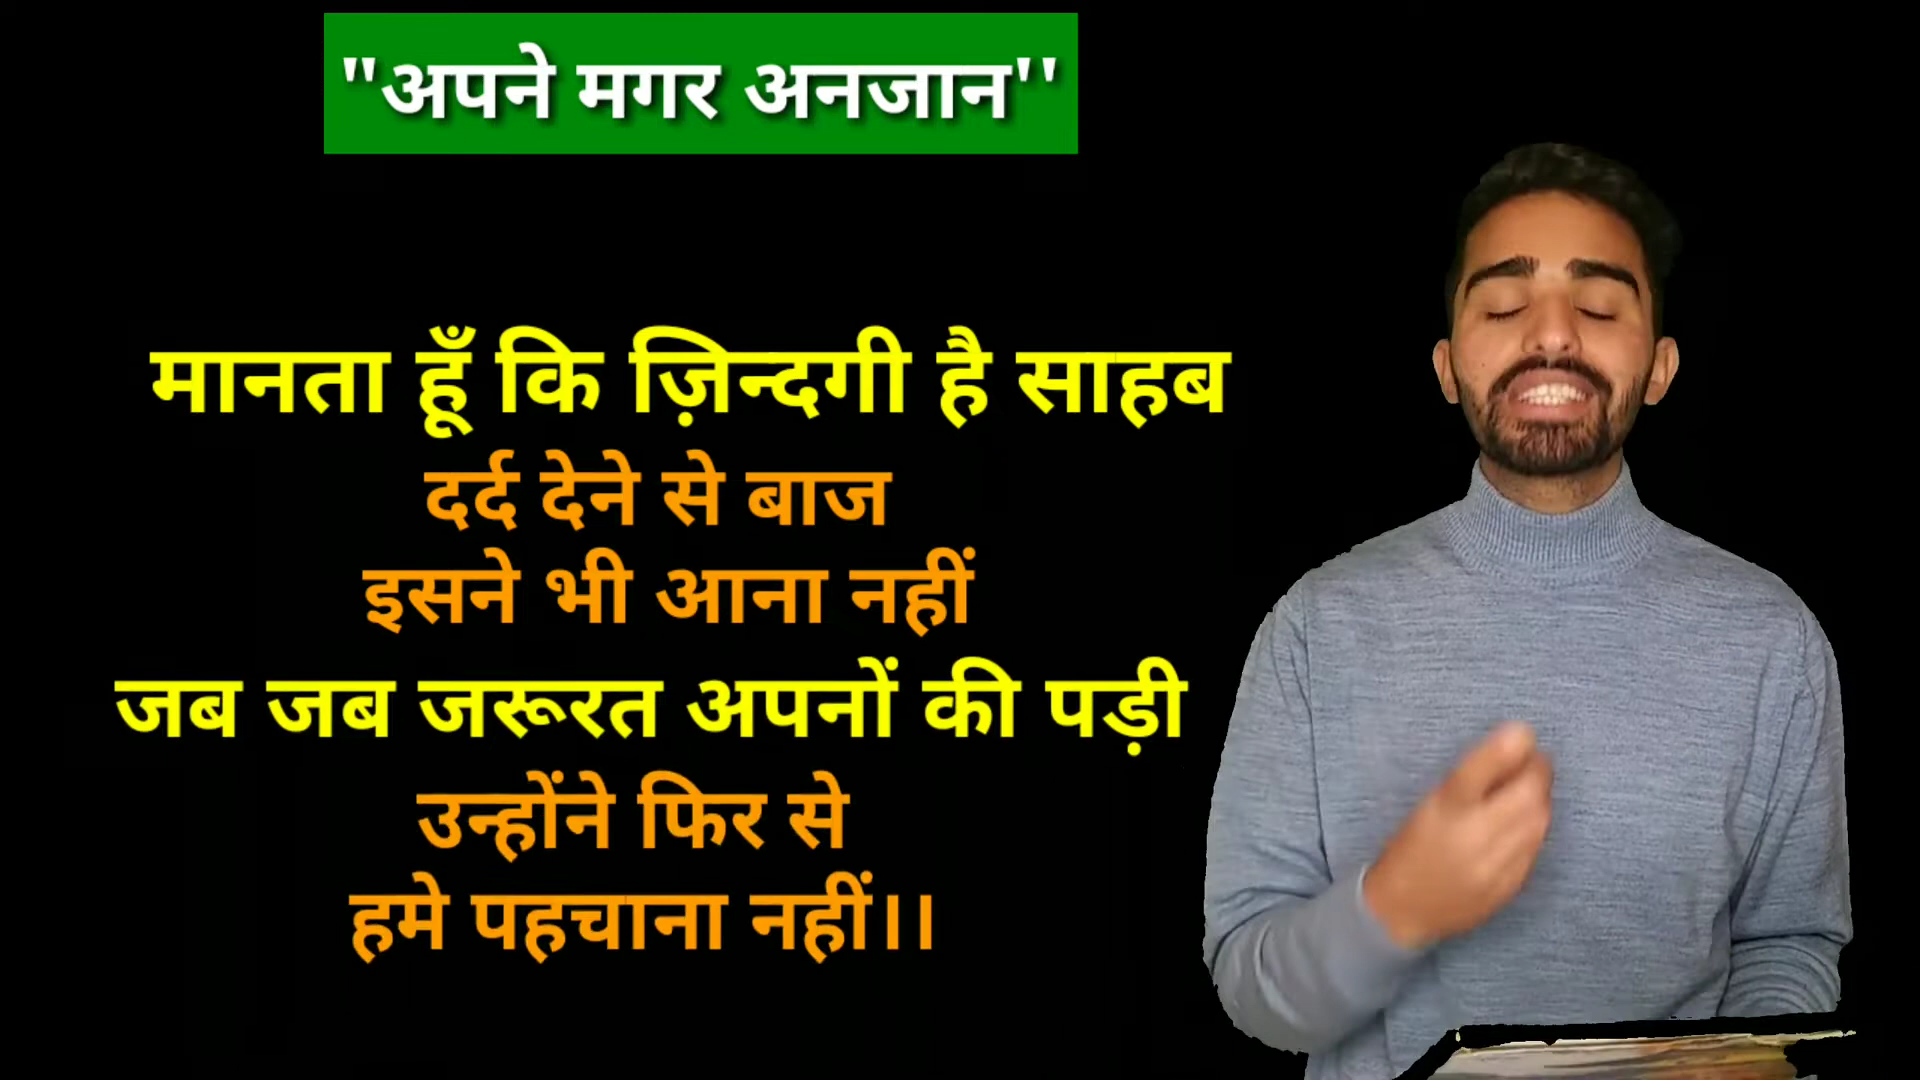 "अपने मगर अनजान''
मानता हूँ कि ज़िन्दगी है साहब
दर्द देने से बाज
इसने भी आना नहीं
जब जब जरूरत अपनों की पड़ी
उन्होंने फिर से
हमे पहचाना नहीं।।